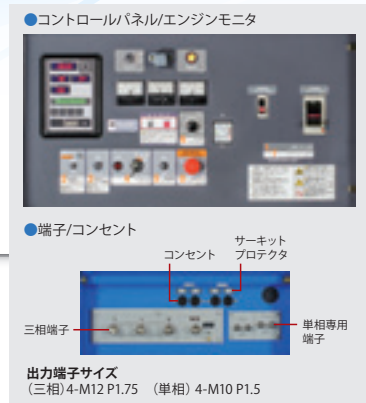 ●コントロールパネル/エンジンモニタ
●端子/コンセント
コンセント
サーキット
プロテクタ
三相端子
単相専用
端子
出力端子サイズ
(三相)4-M12 P1.75 (単相) 4-M10 P1.5